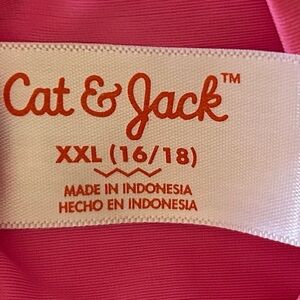 Cat & Jack™
XXL (16/18)
MADE IN INDONESIA
HECHO EN INDONESIA